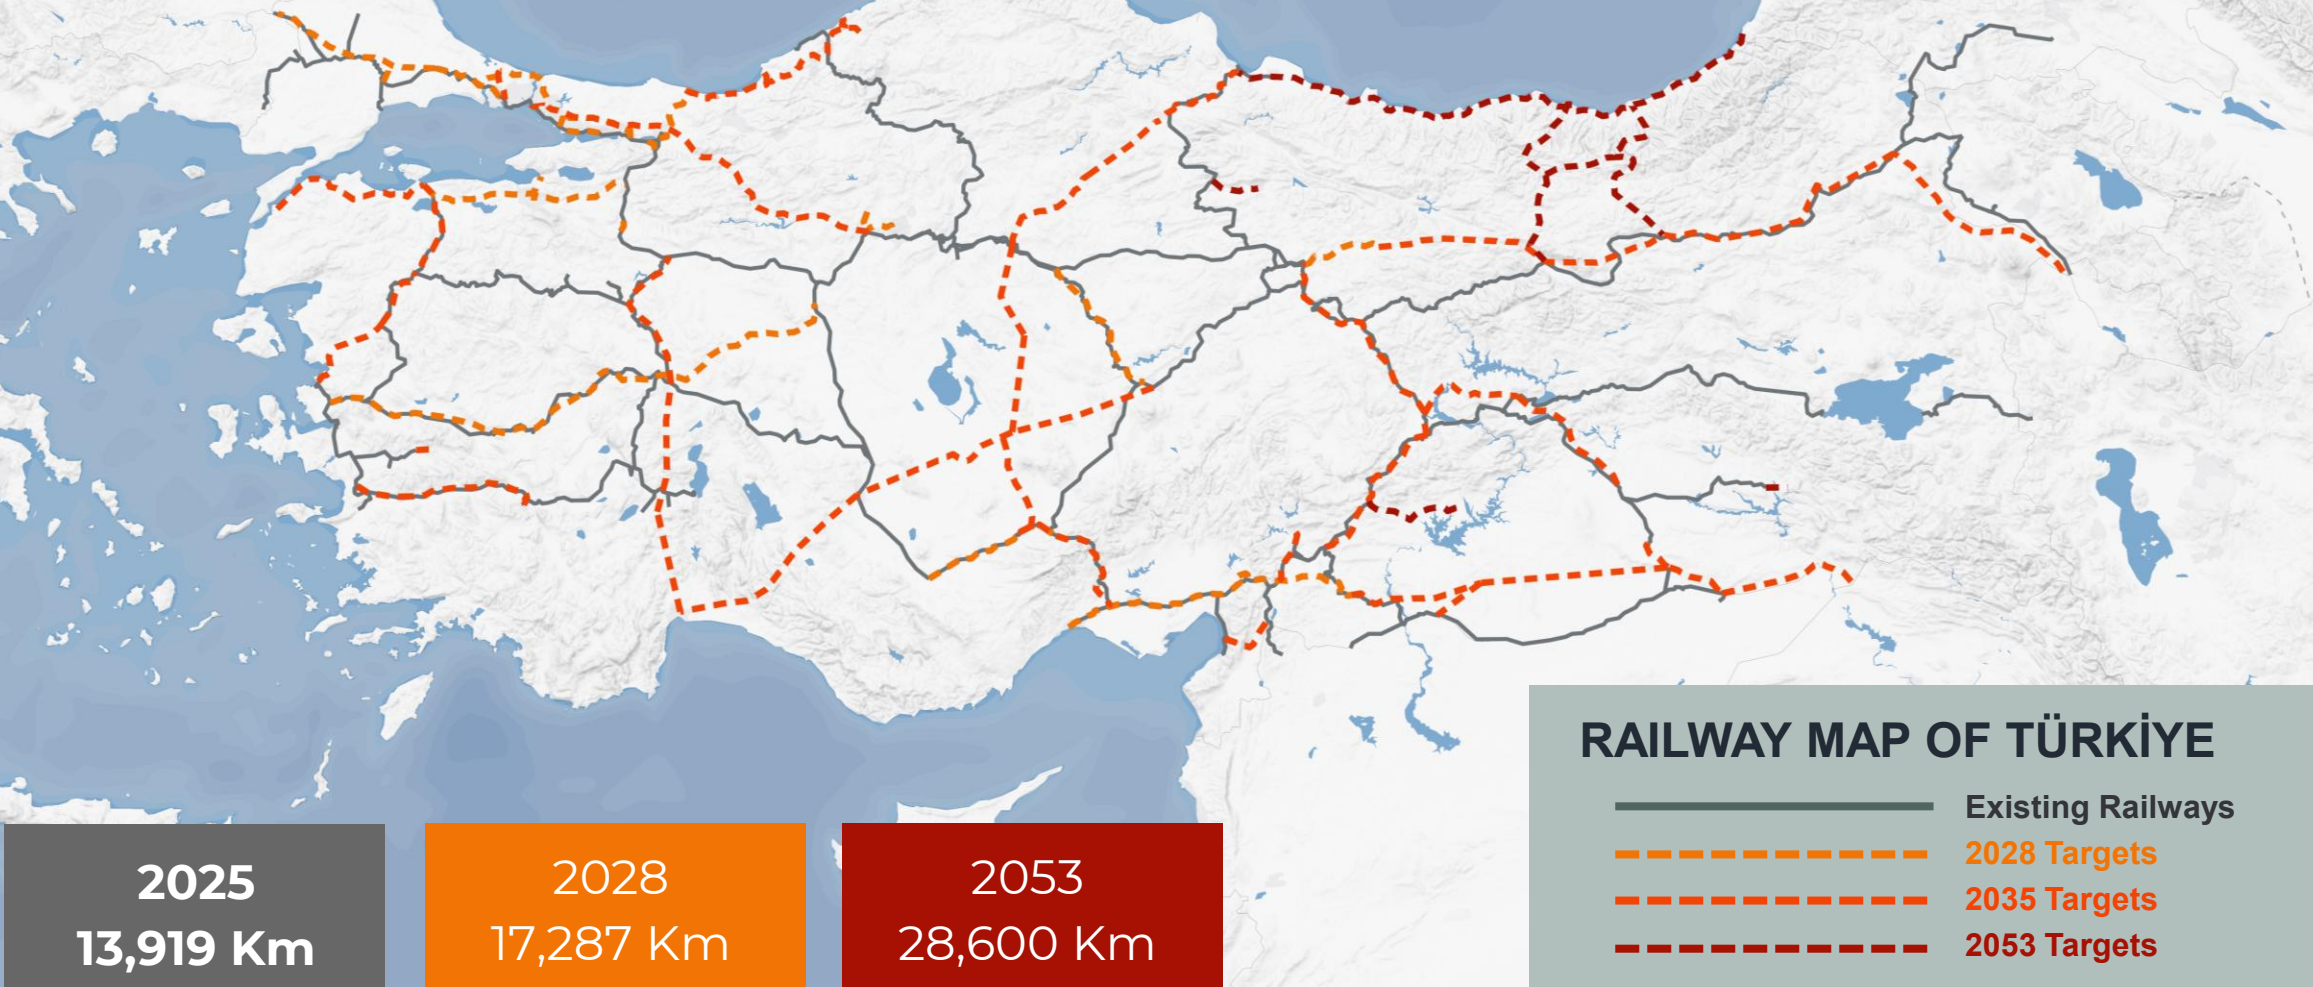 RAILWAY MAP OF TÜRKİYE
Existing Railways
2028 Targets
2035 Targets
2053 Targets
2025
13,919 Km
2028
17,287 Km
2053
28,600 Km